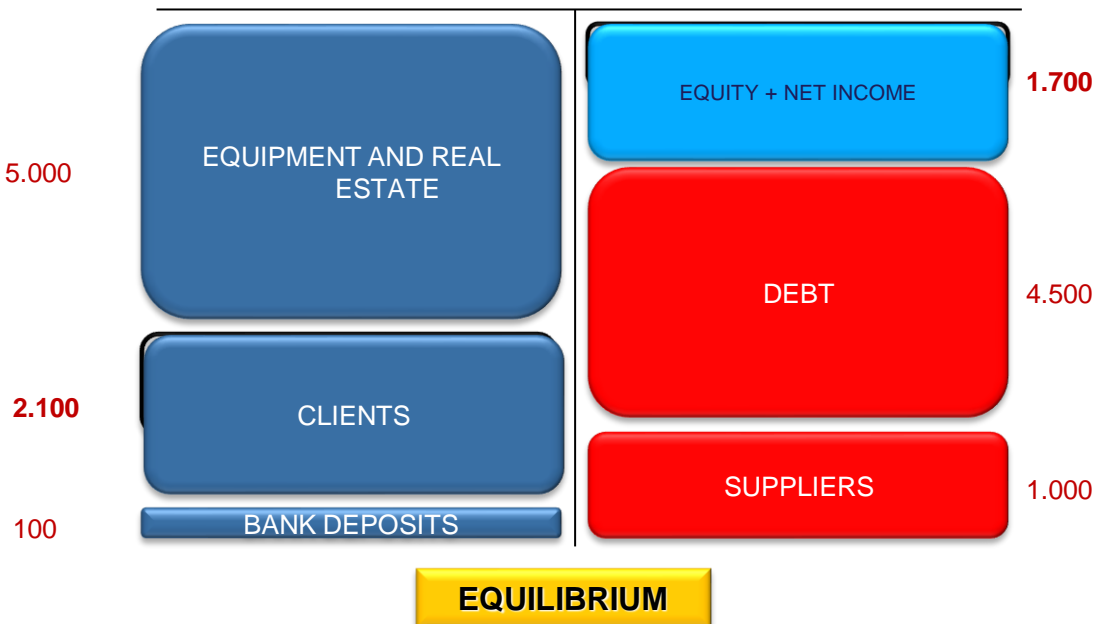 5.000
EQUIPMENT AND REAL
ESTATE
2.100
CLIENTS
100
BANK DEPOSITS
EQUITY + NET INCOME
1.700
DEBT
4.500
SUPPLIERS
1.000
EQUILIBRIUM